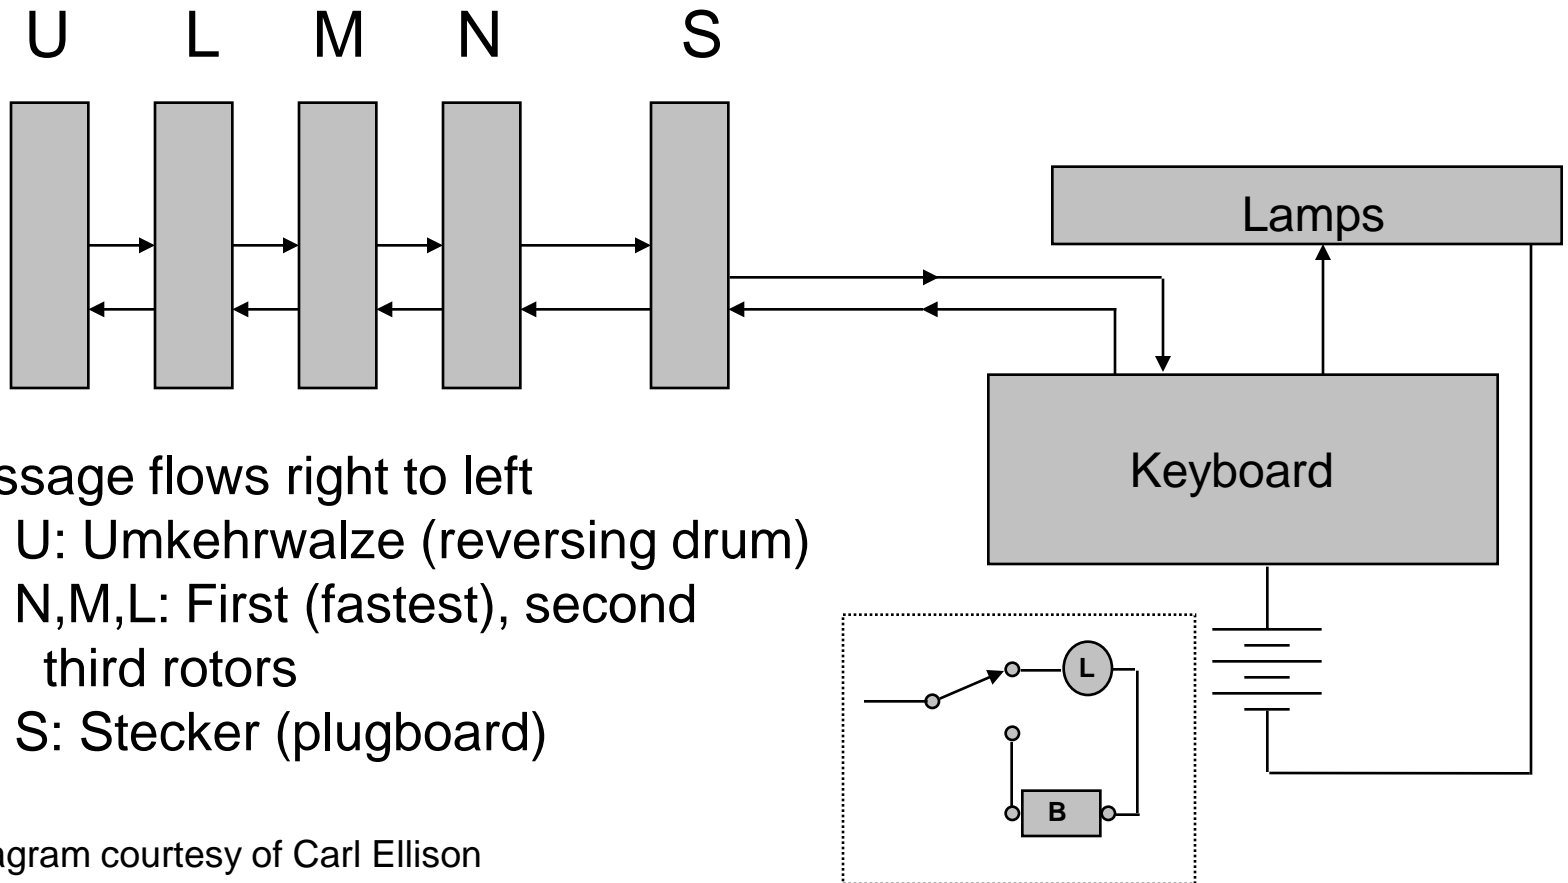 U L M N S
Lamps
Keyboard
ssage flows right to left
U: Umkehrwalze (reversing drum)
N,M,L: First (fastest), second
third rotors
S: Stecker (plugboard)
L
B
agram courtesy of Carl Ellison